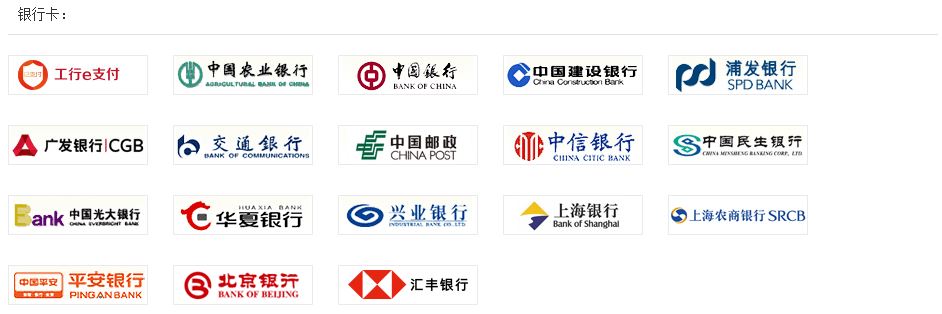 银行卡：
工行e支付
中国农业银行
AGRICULTURAL BANK OF CHINA
中国银行
BANK OF CHINA
中国建设银行
China Construction Bank
浦发银行
SPD BANK
广发银行|CGB
交通银行
BANK OF COMMUNICATIONS
中国邮政
CHINA POST
中信银行
CHINA CITIC BANK
中国民生银行
CHINA MINSHENG BANKING CORP., LTD.
Bank
中国光大银行
CHINA EVERBRIGHT BANK
HUAXIA BANK
华夏银行
兴业银行
INDUSTRIAL BANK CO.,LTD.
上海银行
Bank of Shanghai
上海农商银行 SRCB
中国平安
平安银行
PING AN BANK
北京银行
BANK OF BEIJING
汇丰银行